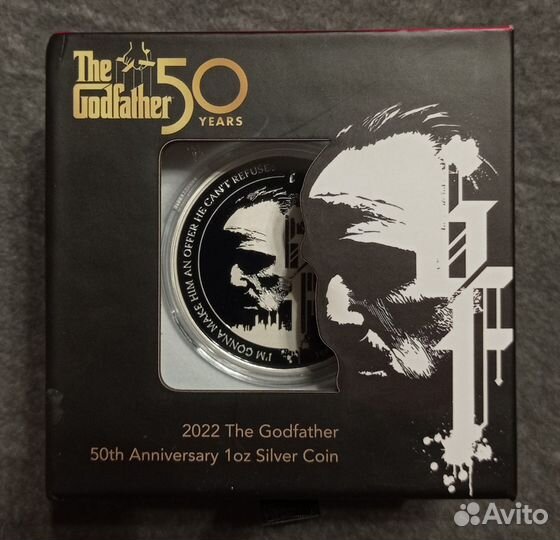 The
Godfather
50
YEARS
I'M GONNA MAKE HIM AN OFFER HE CAN'T REFUSE.
2022 The Godfather
50th Anniversary 1oz Silver Coin
Avito